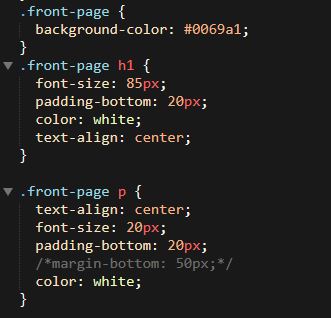 .front-page {
background-color: #0069a1;
}
.front-page h1 {
font-size: 85px;
padding-bottom: 20px;
color: white;
text-align: center;
}
.front-page p {
text-align: center;
font-size: 20px;
padding-bottom: 20px;
/*margin-bottom: 50px;*/
color: white;
}